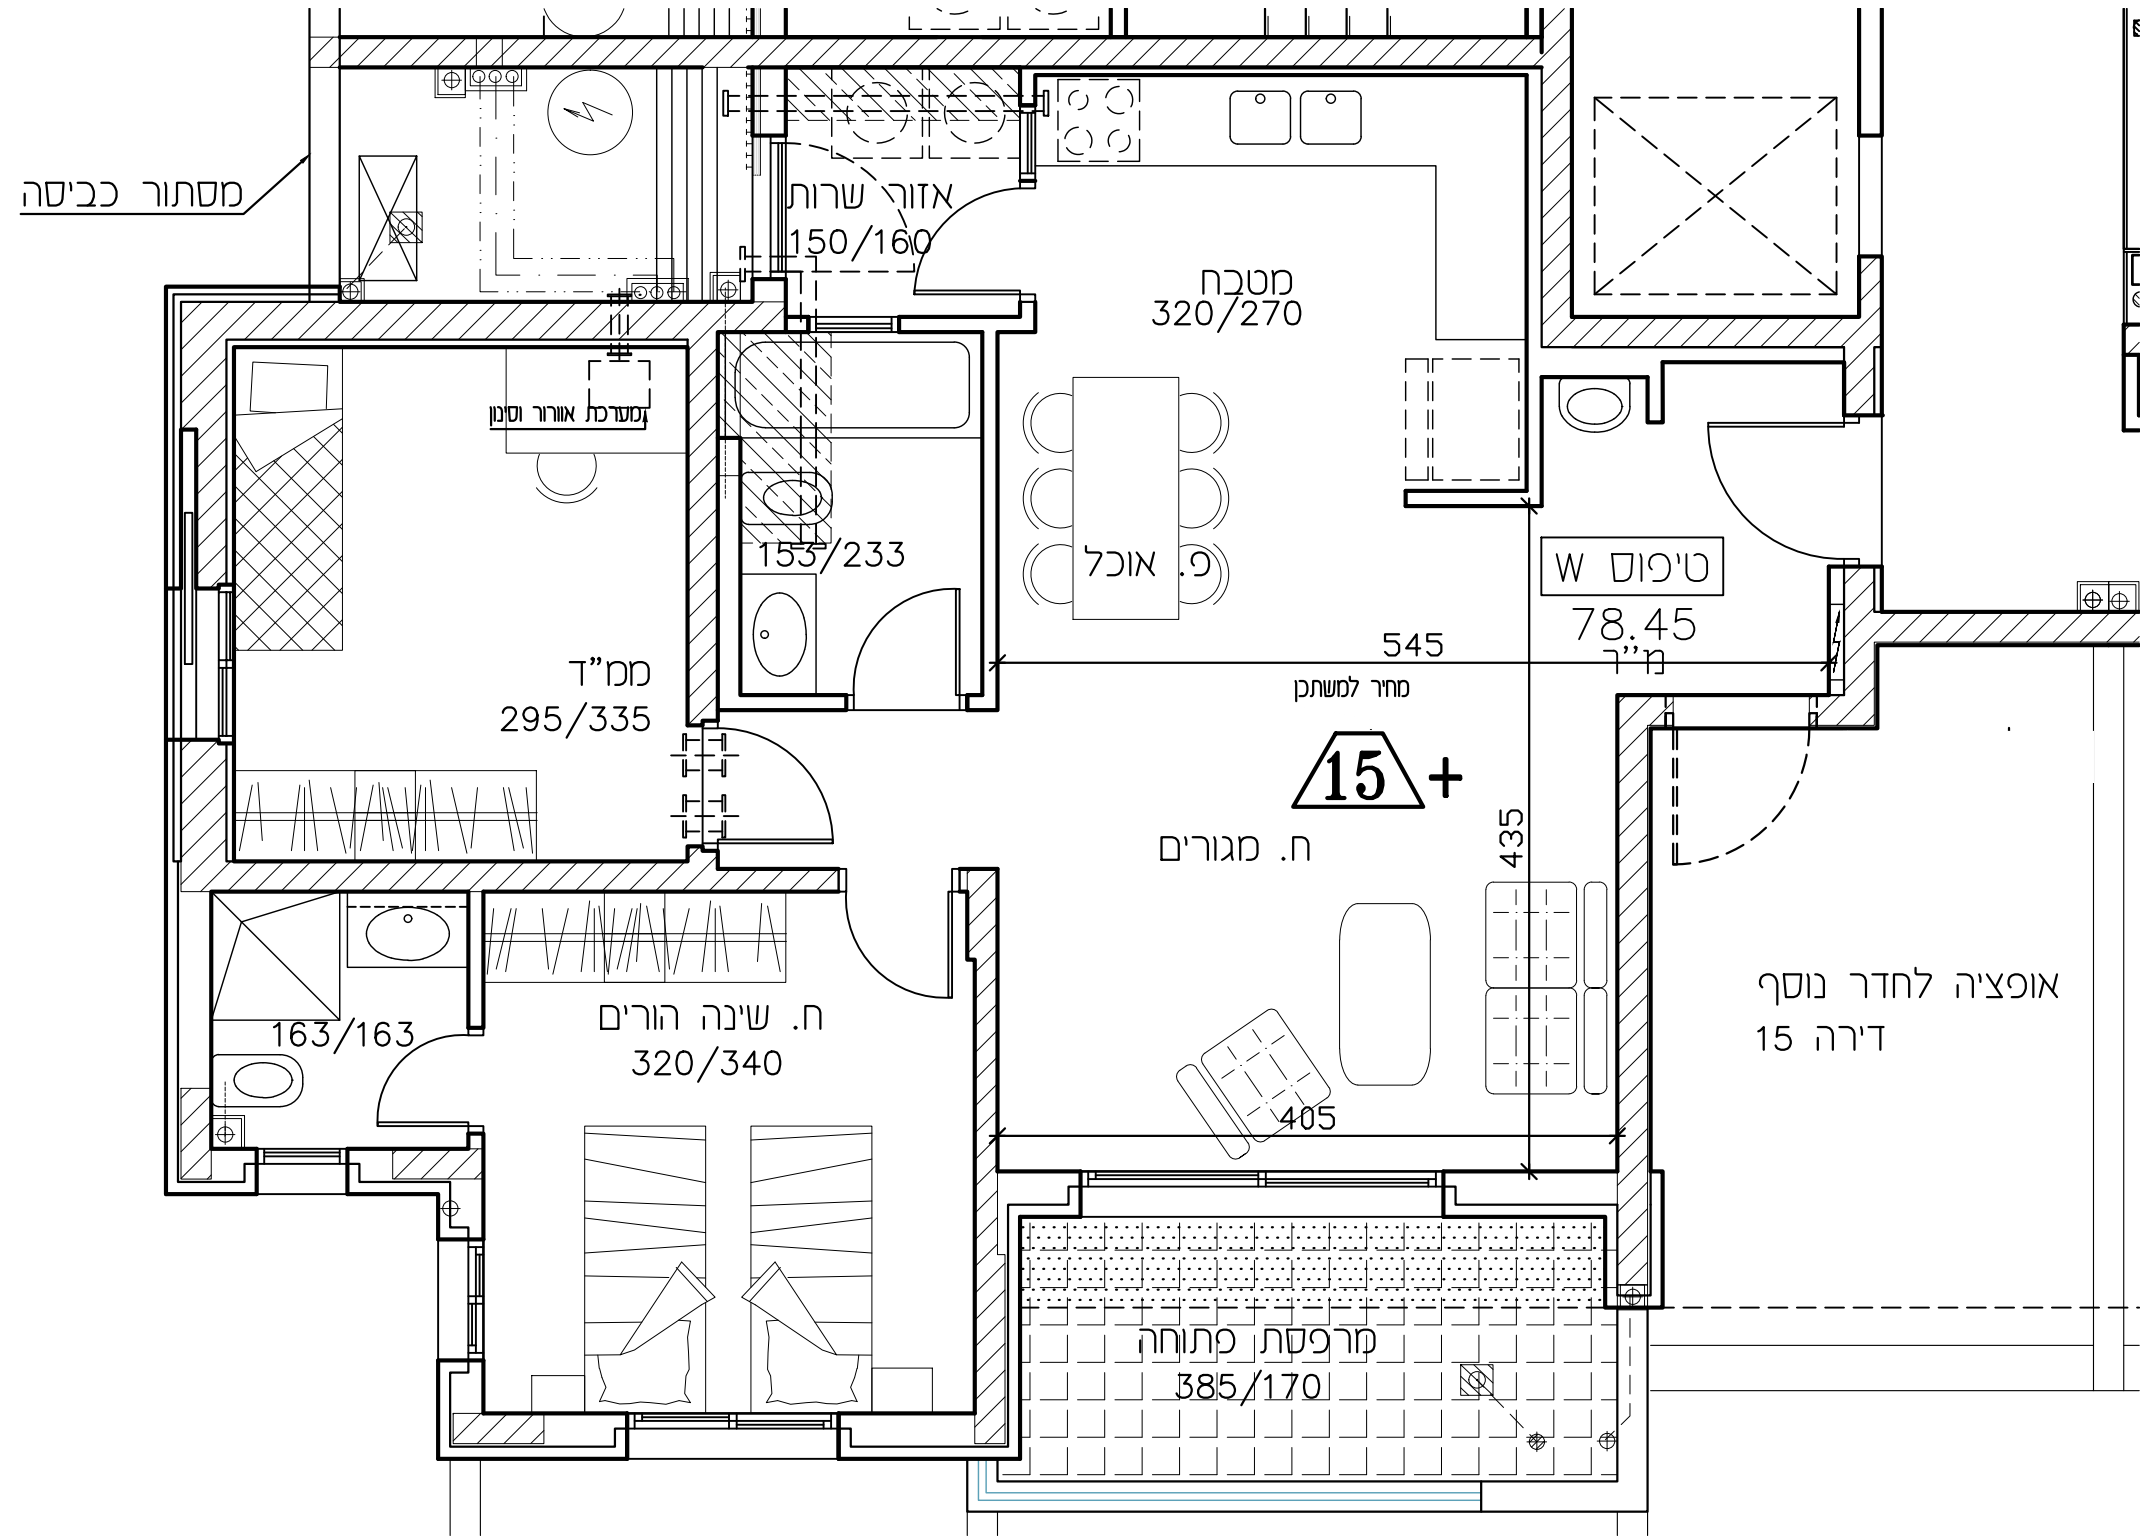 מסתור כביסה
אזור שרות
150/160
מטבח
320/270
מערכת אוורור וסינון
153/233
פ. אוכל
טיפוס W
78.45
מ"ר
545
מחיר למשתכן
ממ"ד
295/335
15 +
435
ח. מגורים
אופציה לחדר נוסף
דירה 15
ח. שינה הורים
320/340
163/163
405
מרפסת פתוחה
385/170